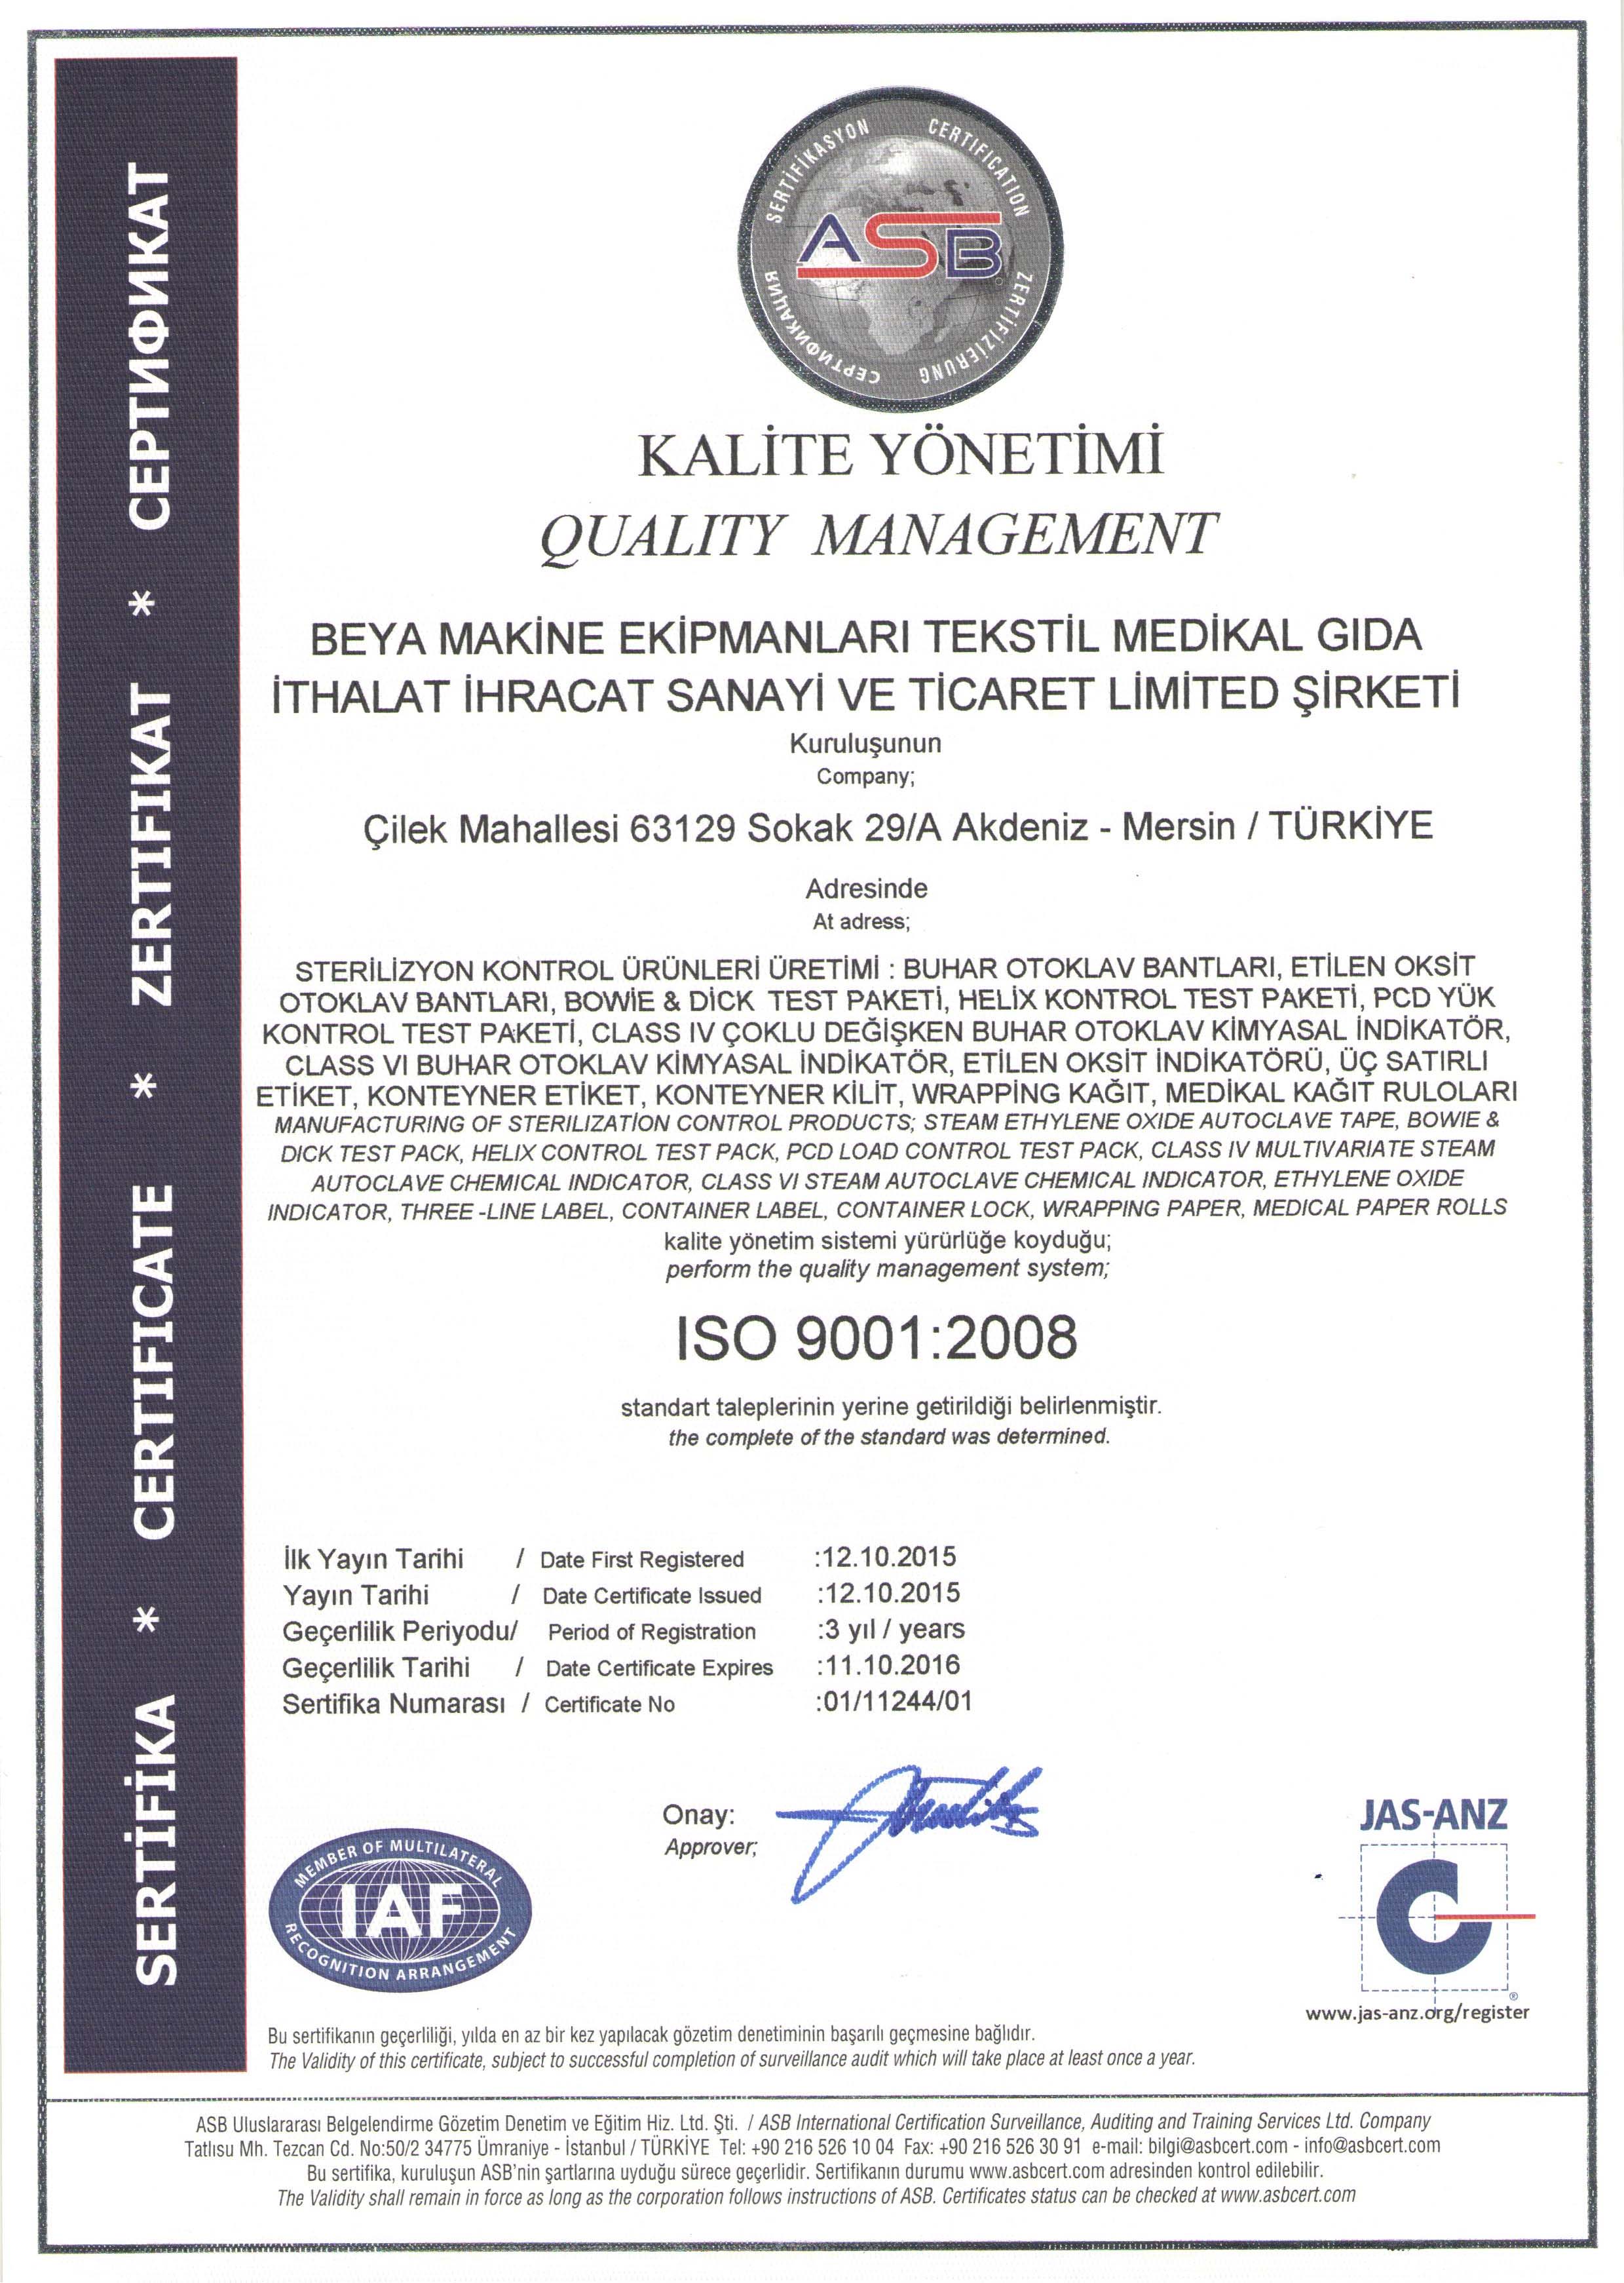 SERTİFİKA * CERTIFICATE * ZERTIFIKAT * СЕРТИФИКАТ
SERTİFİKASYON CERTIFICATION
ASB
СЕРТИФИКАЦИЯ ZERTIFIZIERUNG
KALİTE YÖNETİMİ
QUALITY MANAGEMENT
BEYA MAKİNE EKİPMANLARI TEKSTİL MEDİKAL GIDA
İTHALAT İHRACAT SANAYİ VE TİCARET LİMİTED ŞİRKETİ
Kuruluşunun
Company;
Çilek Mahallesi 63129 Sokak 29/A Akdeniz - Mersin / TÜRKİYE
Adresinde
At adress;
STERİLİZYON KONTROL ÜRÜNLERİ ÜRETİMİ : BUHAR OTOKLAV BANTLARI, ETİLEN OKSİT
OTOKLAV BANTLARI, BOWİE & DİCK TEST PAKETİ, HELİX KONTROL TEST PAKETİ, PCD YÜK
KONTROL TEST PAKETİ, CLASS IV ÇOKLU DEĞİŞKEN BUHAR OTOKLAV KİMYASAL İNDİKATÖR,
CLASS VI BUHAR OTOKLAV KİMYASAL İNDİKATÖR, ETİLEN OKSİT İNDİKATÖRÜ, ÜÇ SATIRLI
ETİKET, KONTEYNER ETİKET, KONTEYNER KİLİT, WRAPPİNG KAĞIT, MEDİKAL KAĞIT RULOLARI
MANUFACTURING OF STERILIZATİON CONTROL PRODUCTS; STEAM ETHYLENE OXIDE AUTOCLAVE TAPE, BOWIE &
DICK TEST PACK, HELIX CONTROL TEST PACK, PCD LOAD CONTROL TEST PACK, CLASS IV MULTIVARIATE STEAM
AUTOCLAVE CHEMICAL INDICATOR, CLASS VI STEAM AUTOCLAVE CHEMICAL INDICATOR, ETHYLENE OXIDE
INDICATOR, THREE -LINE LABEL, CONTAINER LABEL, CONTAINER LOCK, WRAPPING PAPER, MEDICAL PAPER ROLLS
kalite yönetim sistemi yürürlüğe koyduğu;
perform the quality management system;
ISO 9001:2008
standart taleplerinin yerine getirildiği belirlenmiştir.
the complete of the standard was determined.
İlk Yayın Tarihi / Date First Registered :12.10.2015
Yayın Tarihi / Date Certificate Issued :12.10.2015
Geçerlilik Periyodu/ Period of Registration :3 yıl / years
Geçerlilik Tarihi / Date Certificate Expires :11.10.2016
Sertifika Numarası / Certificate No :01/11244/01
Onay:
Approver;
MEMBER OF MULTILATERAL
IAF
RECOGNITION ARRANGEMENT
JAS-ANZ
®
www.jas-anz.org/register
Bu sertifikanın geçerliliği, yılda en az bir kez yapılacak gözetim denetiminin başarılı geçmesine bağlıdır.
The Validity of this certificate, subject to successful completion of surveillance audit which will take place at least once a year.
ASB Uluslararası Belgelendirme Gözetim Denetim ve Eğitim Hiz. Ltd. Şti. / ASB International Certification Surveillance, Auditing and Training Services Ltd. Company
Tatlısu Mh. Tezcan Cd. No:50/2 34775 Ümraniye - İstanbul / TÜRKİYE Tel: +90 216 526 10 04 Fax: +90 216 526 30 91 e-mail: bilgi@asbcert.com - info@asbcert.com
Bu sertifika, kuruluşun ASB'nin şartlarına uyduğu sürece geçerlidir. Sertifikanın durumu www.asbcert.com adresinden kontrol edilebilir.
The Validity shall remain in force as long as the corporation follows instructions of ASB. Certificates status can be checked at www.asbcert.com